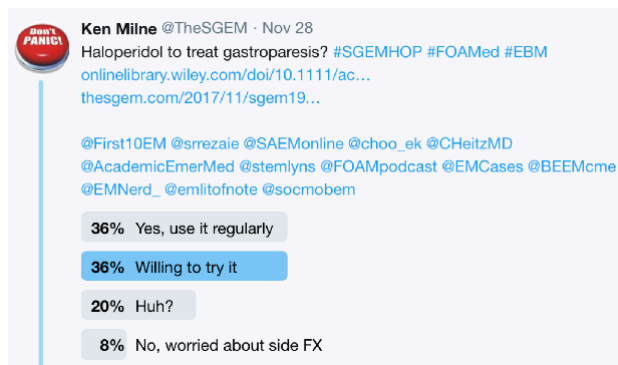 Don't
PANIC!
Ken Milne @TheSGEM · Nov 28
Haloperidol to treat gastroparesis? #SGEMHOP #FOAMed #EBM
onlinelibrary.wiley.com/doi/10.1111/ac...
thesgem.com/2017/11/sgem19...
@First10EM @srrezaie @SAEMonline @choo_ek @CHeitzMD
@AcademicEmerMed @stemlyns @FOAMpodcast @EMCases @BEEMcme
@EMNerd_ @emlitofnote @socmobem
36% Yes, use it regularly
36% Willing to try it
20% Huh?
8% No, worried about side FX